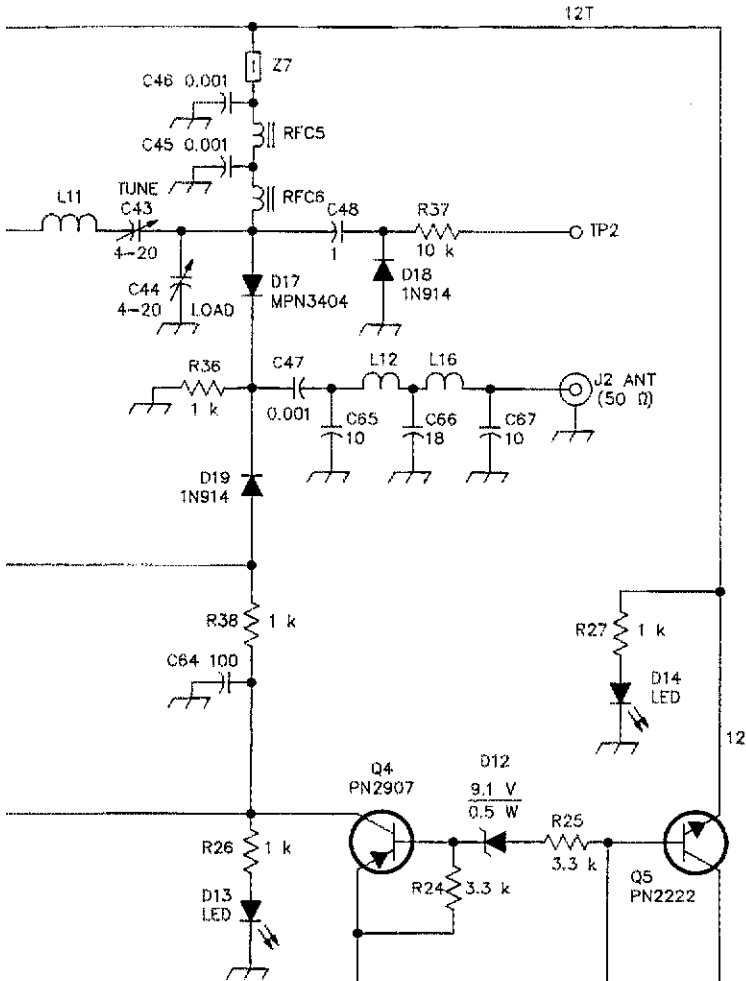 12T
Z7
C46 0.001
RFC5
C45 0.001
L11
TUNE
C43
4-20
RFC6
C48
1
R37
10 k
TP2
C44
4-20
LOAD
D17
MPN3404
D18
1N914
R36
1 k
C47
0.001
L12
L16
J2 ANT
(50 Ω)
C65
10
C66
18
C67
10
D19
1N914
R38
1 k
R27
1 k
C64 100
D14
LED
12
Q4
PN2907
D12
9.1 V
0.5 W
R25
3.3 k
R26
1 k
R24
3.3 k
Q5
PN2222
D13
LED